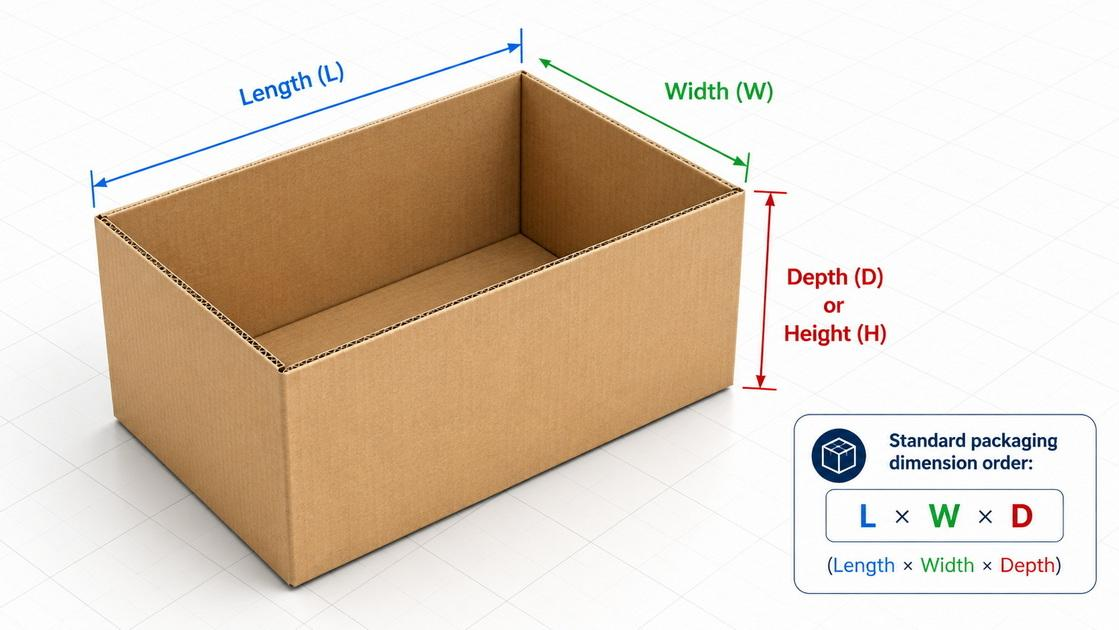 Length (L)
Width (W)
Depth (D)
or
Height (H)
Standard packaging
dimension order:
L × W × D
(Length × Width × Depth)